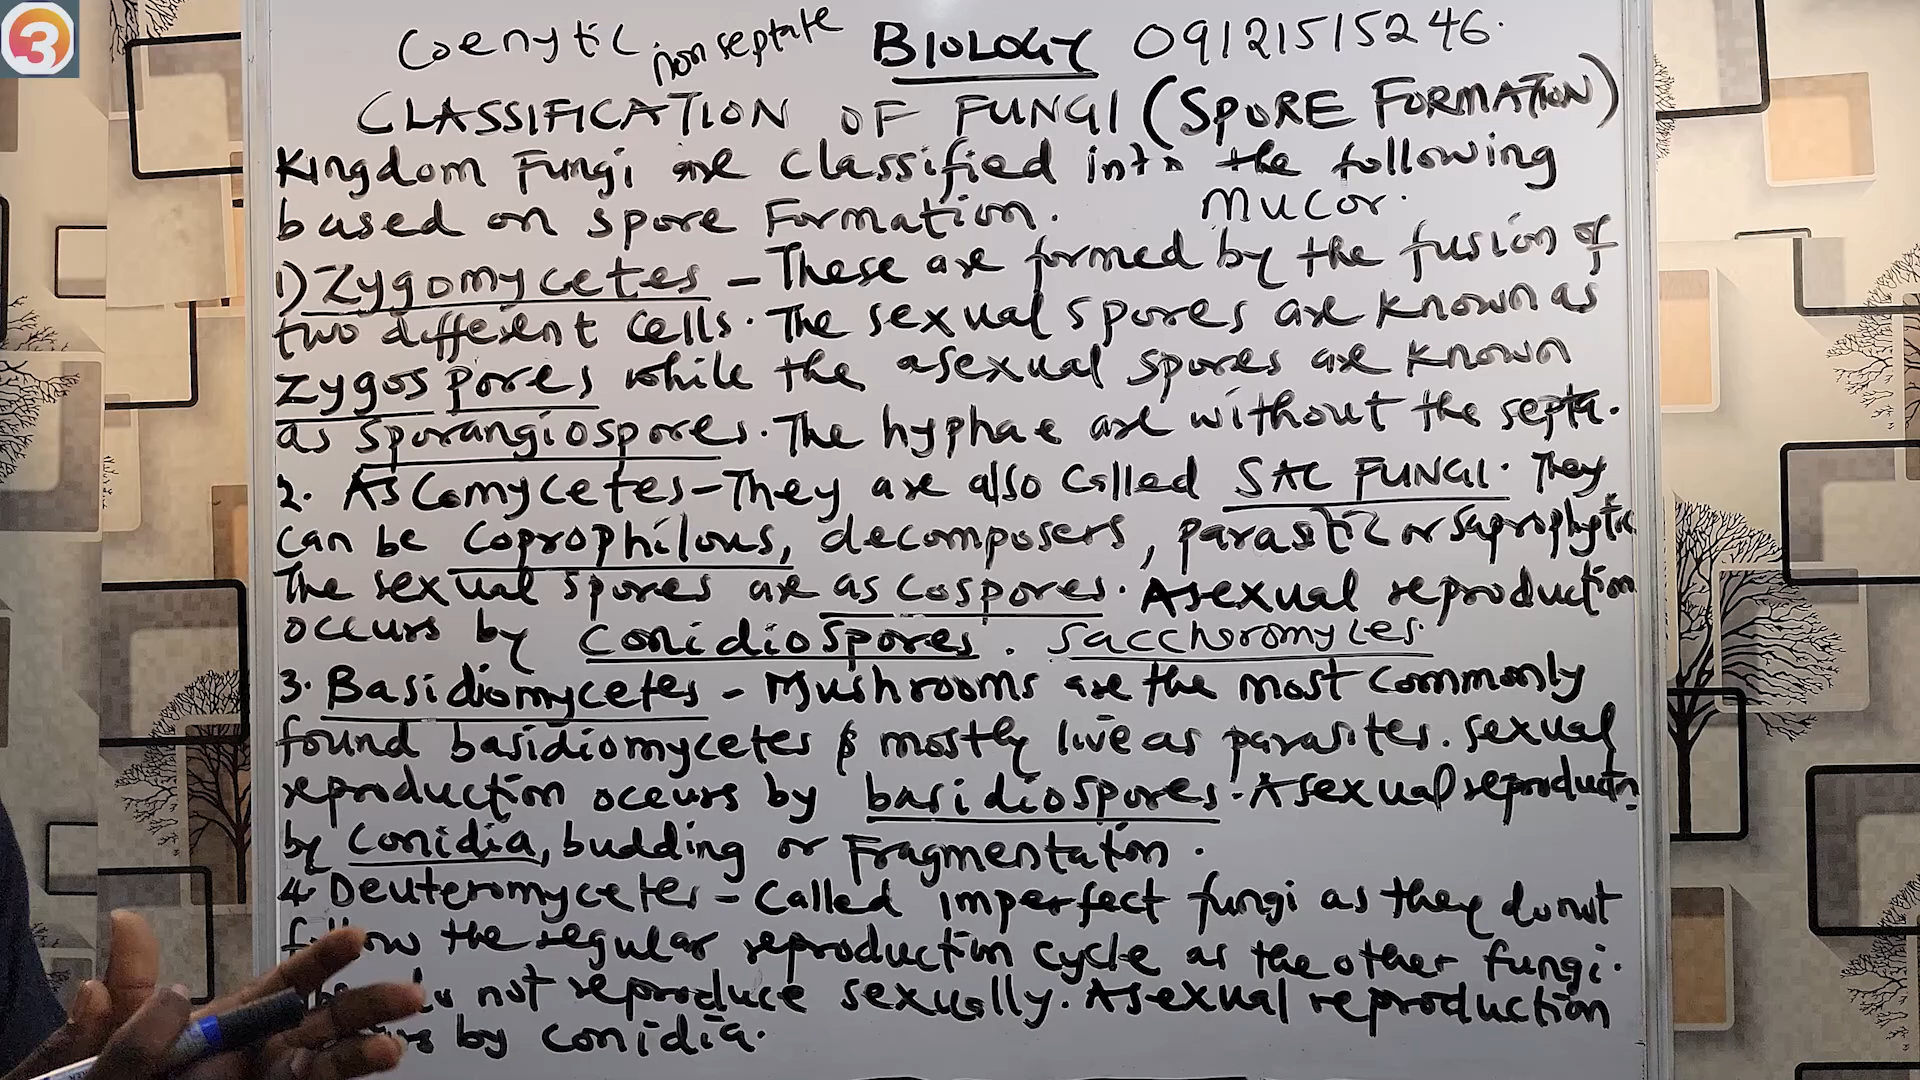 3
Coenytic non septate BIOLOGY 09121515246.
CLASSIFICATION OF FUNGI (SPORE FORMATION)
Kingdom Fungi are classified into the following
based on spore Formation. Mucor.
1) Zygomycetes - These are formed by the fusion of
two different cells. The sexual spores are known as
zygospores while the asexual spores are known
as sporangiospores. The hyphae are without the septa.
2. Ascomycetes - They are also called SAC FUNGI. They
can be coprophilous, decomposers, parastic or saprophytic
The sexual spores are ascospores. Asexual reproduction
occurs by conidiospores. Saccharomyces.
3. Basidiomycetes - Mushrooms are the most commonly
found basidiomycetes & mostly live as parasites. Sexual
reproduction occurs by basidiospores. Asexual reproductn
by conidia, budding or Fragmentation.
4. Deuteromycetes - Called imperfect fungi as they do not
follow the regular reproduction cycle as the other fungi.
do not reproduce sexually. Asexual reproduction
by conidia.